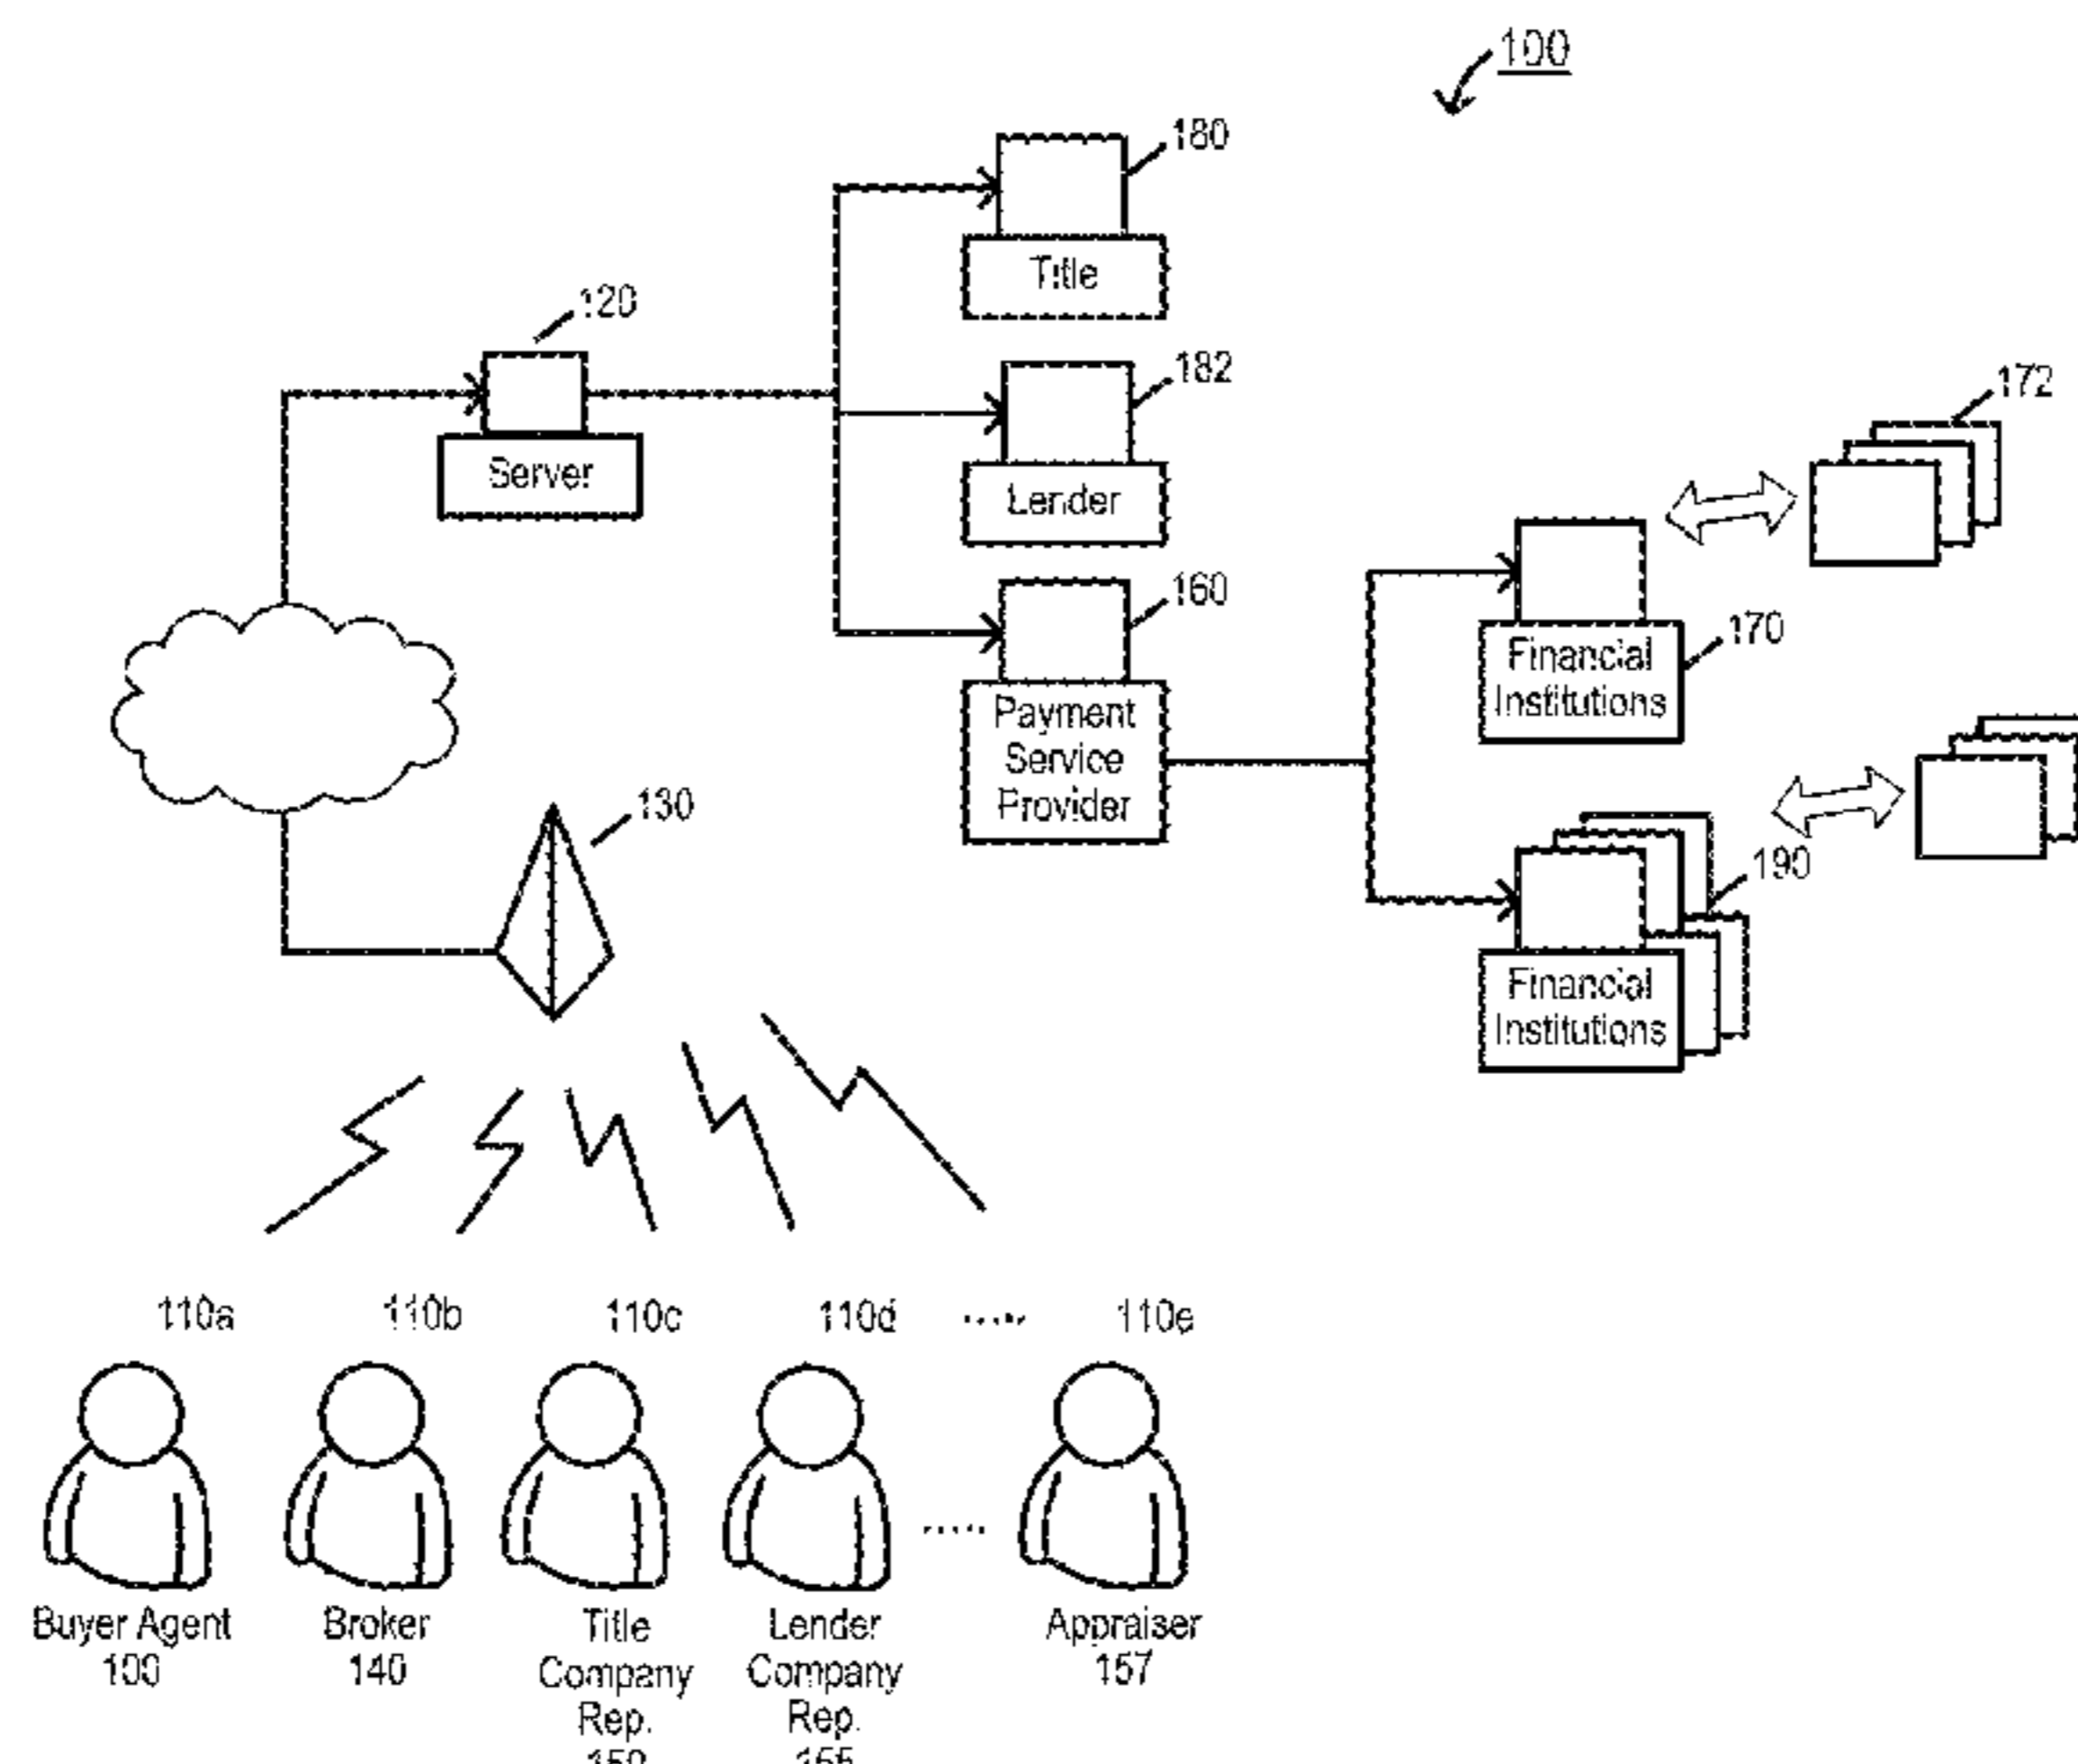 100
180
Title
120
182
172
Server
Lender
160
170
Financial
Institutions
Payment
Service
Provider
130
190
Financial
Institutions
110a 110b 110c 110d ..... 110e
.....
Buyer Agent Broker Title Lender Appraiser
100 140 Company Company 157
Rep. Rep.